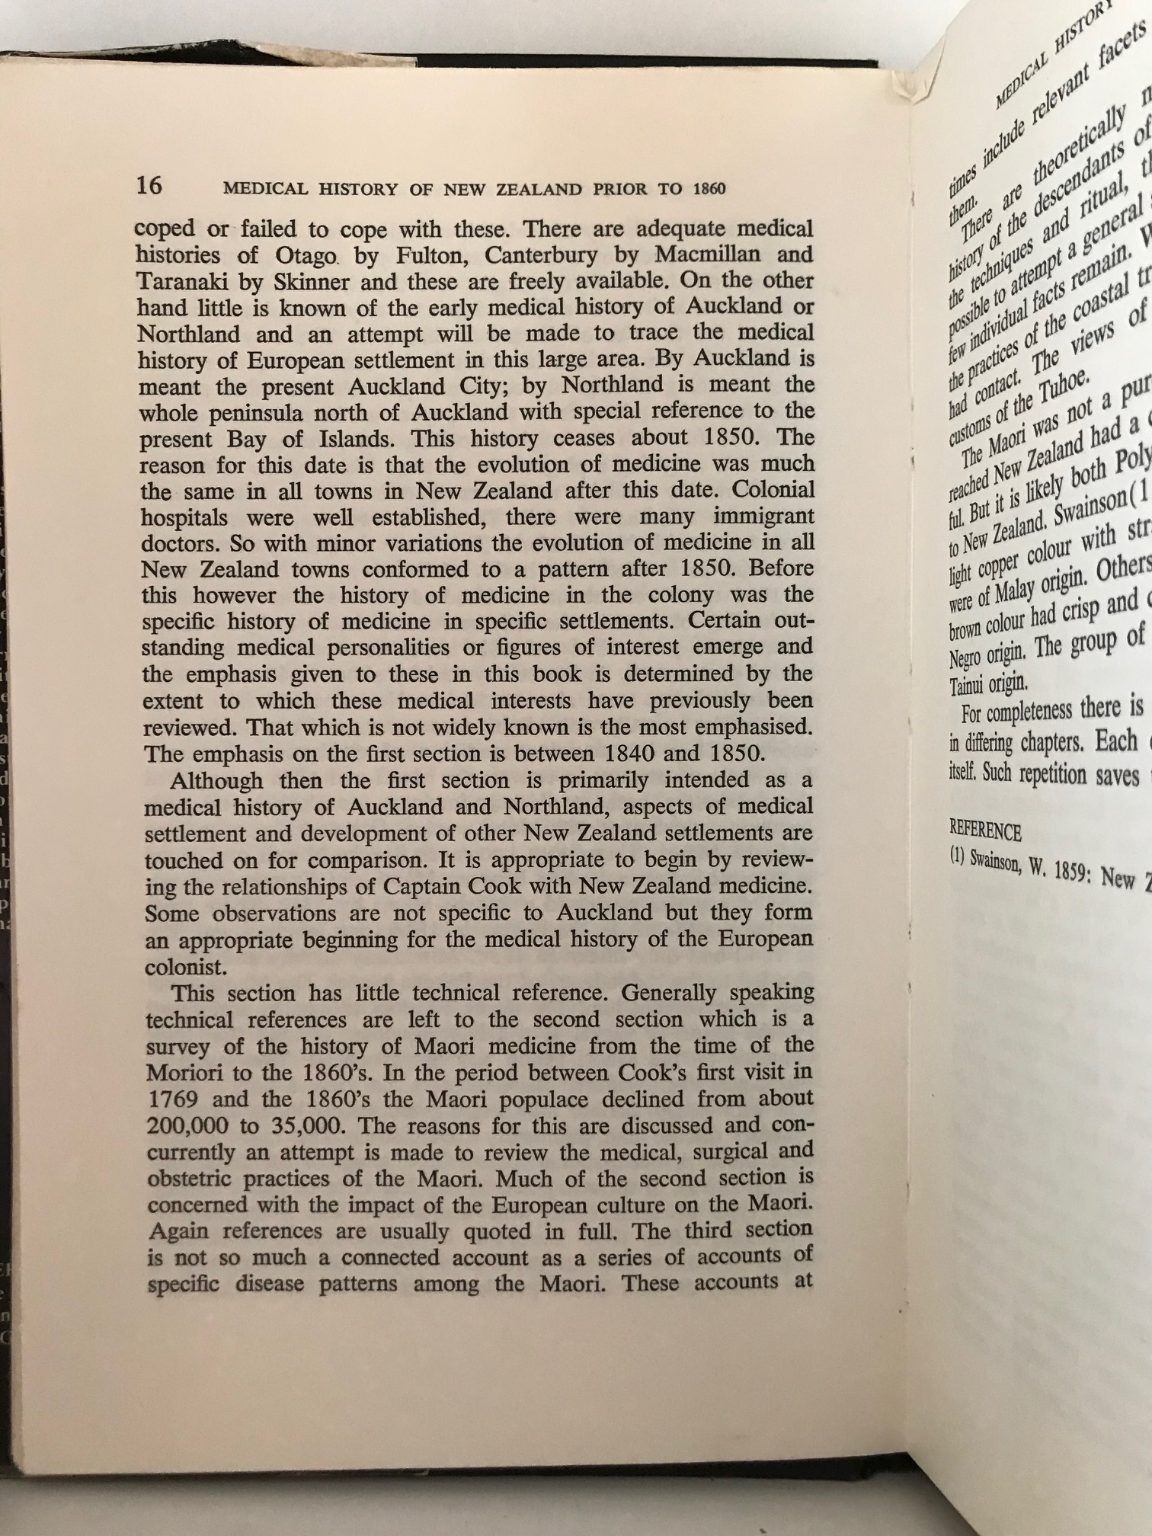 16 MEDICAL HISTORY OF NEW ZEALAND PRIOR TO 1860
coped or failed to cope with these. There are adequate medical
histories of Otago by Fulton, Canterbury by Macmillan and
Taranaki by Skinner and these are freely available. On the other
hand little is known of the early medical history of Auckland or
Northland and an attempt will be made to trace the medical
history of European settlement in this large area. By Auckland is
meant the present Auckland City; by Northland is meant the
whole peninsula north of Auckland with special reference to the
present Bay of Islands. This history ceases about 1850. The
reason for this date is that the evolution of medicine was much
the same in all towns in New Zealand after this date. Colonial
hospitals were well established, there were many immigrant
doctors. So with minor variations the evolution of medicine in all
New Zealand towns conformed to a pattern after 1850. Before
this however the history of medicine in the colony was the
specific history of medicine in specific settlements. Certain out-
standing medical personalities or figures of interest emerge and
the emphasis given to these in this book is determined by the
extent to which these medical interests have previously been
reviewed. That which is not widely known is the most emphasised.
The emphasis on the first section is between 1840 and 1850.
Although then the first section is primarily intended as a
medical history of Auckland and Northland, aspects of medical
settlement and development of other New Zealand settlements are
touched on for comparison. It is appropriate to begin by review-
ing the relationships of Captain Cook with New Zealand medicine.
Some observations are not specific to Auckland but they form
an appropriate beginning for the medical history of the European
colonist.
This section has little technical reference. Generally speaking
technical references are left to the second section which is a
survey of the history of Maori medicine from the time of the
Moriori to the 1860's. In the period between Cook's first visit in
1769 and the 1860's the Maori populace declined from about
200,000 to 35,000. The reasons for this are discussed and con-
currently an attempt is made to review the medical, surgical and
obstetric practices of the Maori. Much of the second section is
concerned with the impact of the European culture on the Maori.
Again references are usually quoted in full. The third section
is not so much a connected account as a series of accounts of
specific disease patterns among the Maori. These accounts at
MEDICAL HISTORY
times include relevant facets
them.
There are theoretically
history of the descendants of
the techniques and ritual,
possible to attempt a general
few individual facts remain.
the practices of the coastal
had contact. The views of
customs of the Tuhoe.
The Maori was not a
reached New Zealand had a
ful. But it is likely both
to New Zealand. Swainson(1
light copper colour with
were of Malay origin. Others
brown colour had crisp and
Negro origin. The group of
Tainui origin.
For completeness there is
in differing chapters. Each
itself. Such repetition saves
REFERENCE
(1) Swainson, W. 1859: New